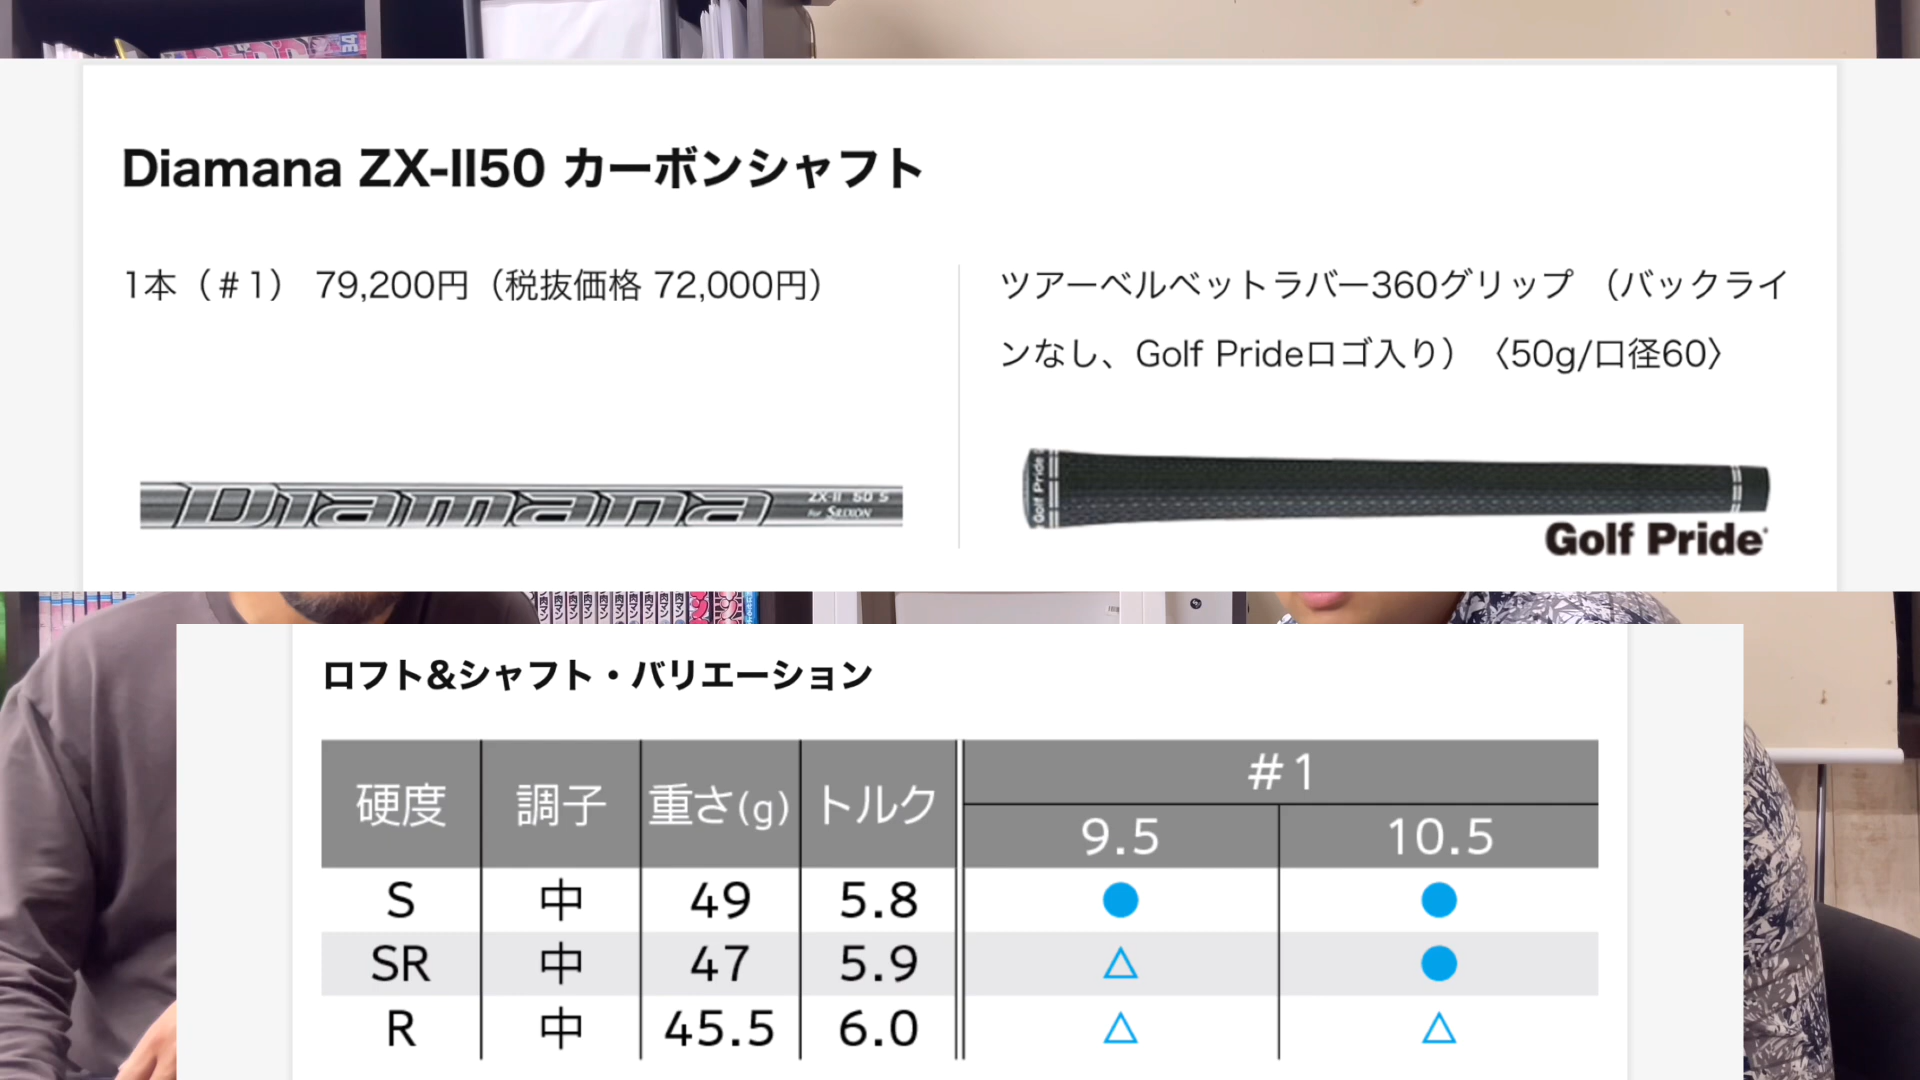 34
Diamana ZX-II50 カーボンシャフト
1本（＃1） 79,200円（税抜価格 72,000円）
ツアーベルベットラバー360グリップ （バックライ
ンなし、Golf Prideロゴ入り）〈50g/口径60〉
Diamana ZX-II 50 S
for SRIXON
Golf Pride
Golf Pride
ロフト&シャフト・バリエーション
硬度 調子 重さ(g) トルク ＃1
9.5 10.5
S 中 49 5.8 ● ●
SR 中 47 5.9 △ ●
R 中 45.5 6.0 △ △